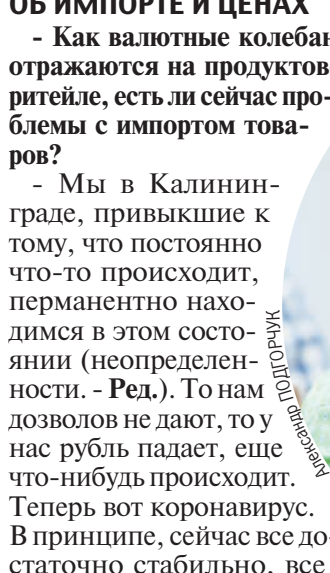 ОБ ИМПОРТЕ И ЦЕНАХ
- Как валютные колебан
отражаются на продуктов
ритейле, есть ли сейчас про-
блемы с импортом това-
ров?
- Мы в Калинин-
граде, привыкшие к
тому, что постоянно
что-то происходит,
перманентно нахо-
димся в этом состо-
янии (неопределен-
ности. - Ред.). То нам
дозволов не дают, то у
нас рубль падает, еще
что-нибудь происходит.
Теперь вот коронавирус.
В принципе, сейчас все до-
статочно стабильно, все
Александр ПОДГОРЧУК